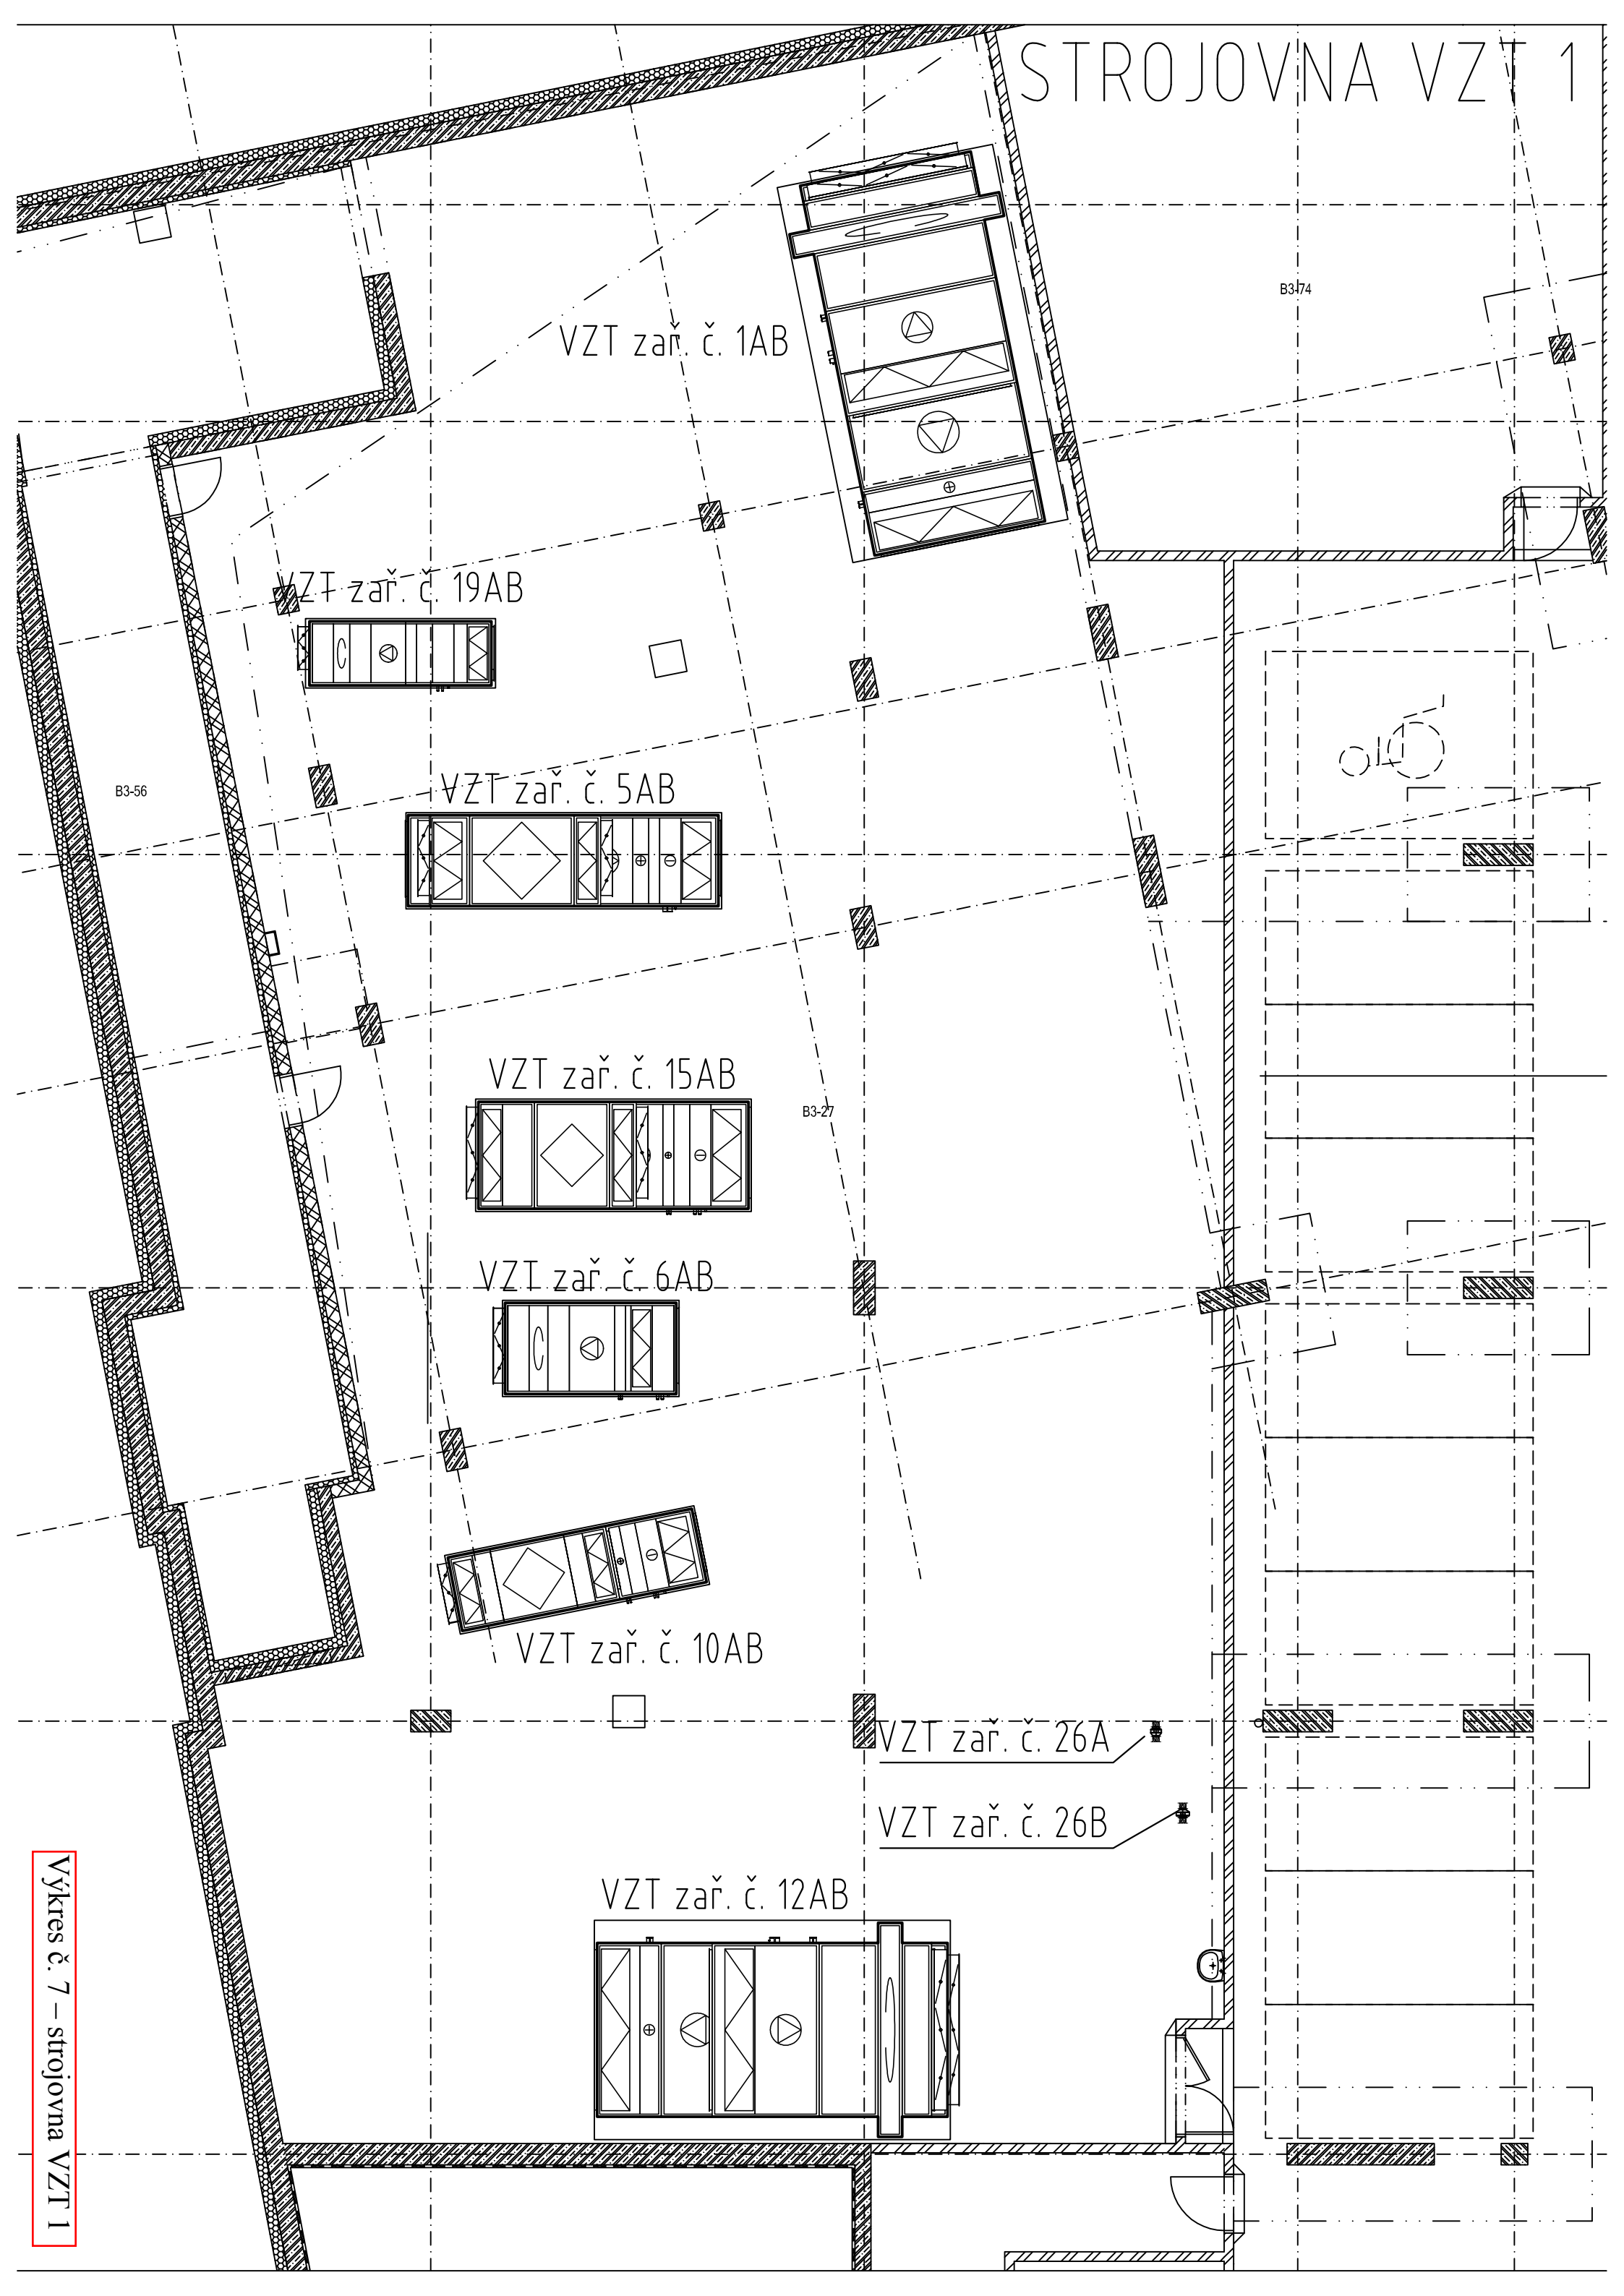 STROJOVNA VZT 1
B3-74
VZT zař. č. 1AB
VZT zař. č. 19AB
VZT zař. č. 5AB
B3-56
VZT zař. č. 15AB
B3-27
VZT zař. č. 6AB
VZT zař. č. 10AB
VZT zař. č. 26A
VZT zař. č. 26B
VZT zař. č 12AB
Výkres č. 7 – strojovna VZT 1